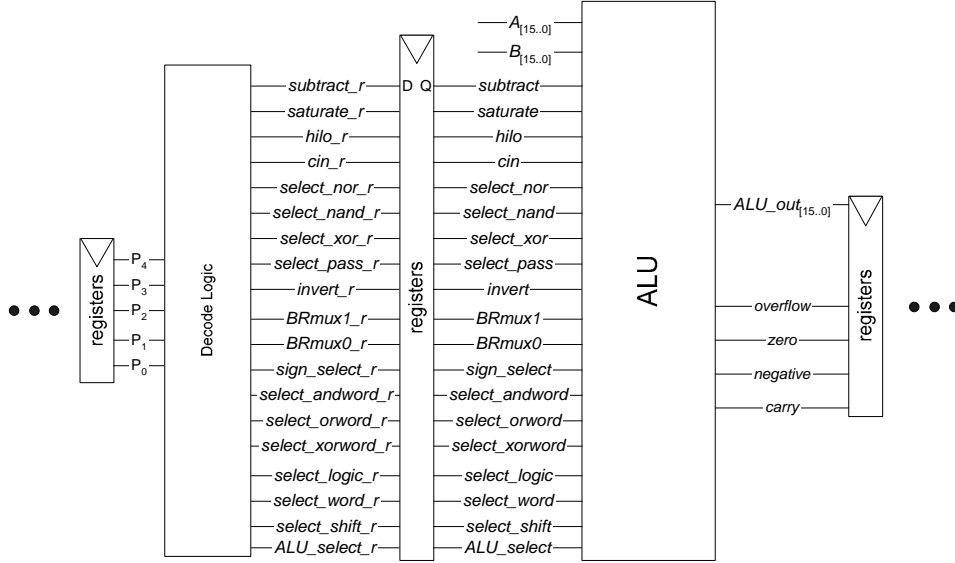 A[15..0]
B[15..0]
D Q
subtract_r
subtract
saturate_r
saturate
hilo_r
hilo
cin_r
cin
select_nor_r
select_nor
select_nand_r
select_nand
select_xor_r
select_xor
select_pass_r
select_pass
invert_r
invert
BRmux1_r
BRmux1
BRmux0_r
BRmux0
sign_select_r
sign_select
select_andword_r
select_andword
select_orword_r
select_orword
select_xorword_r
select_xorword
select_logic_r
select_logic
select_word_r
select_word
select_shift_r
select_shift
ALU_select_r
ALU_select
registers
P4
P3
P2
P1
P0
Decode Logic
registers
ALU
ALU_out[15..0]
overflow
zero
negative
carry
registers